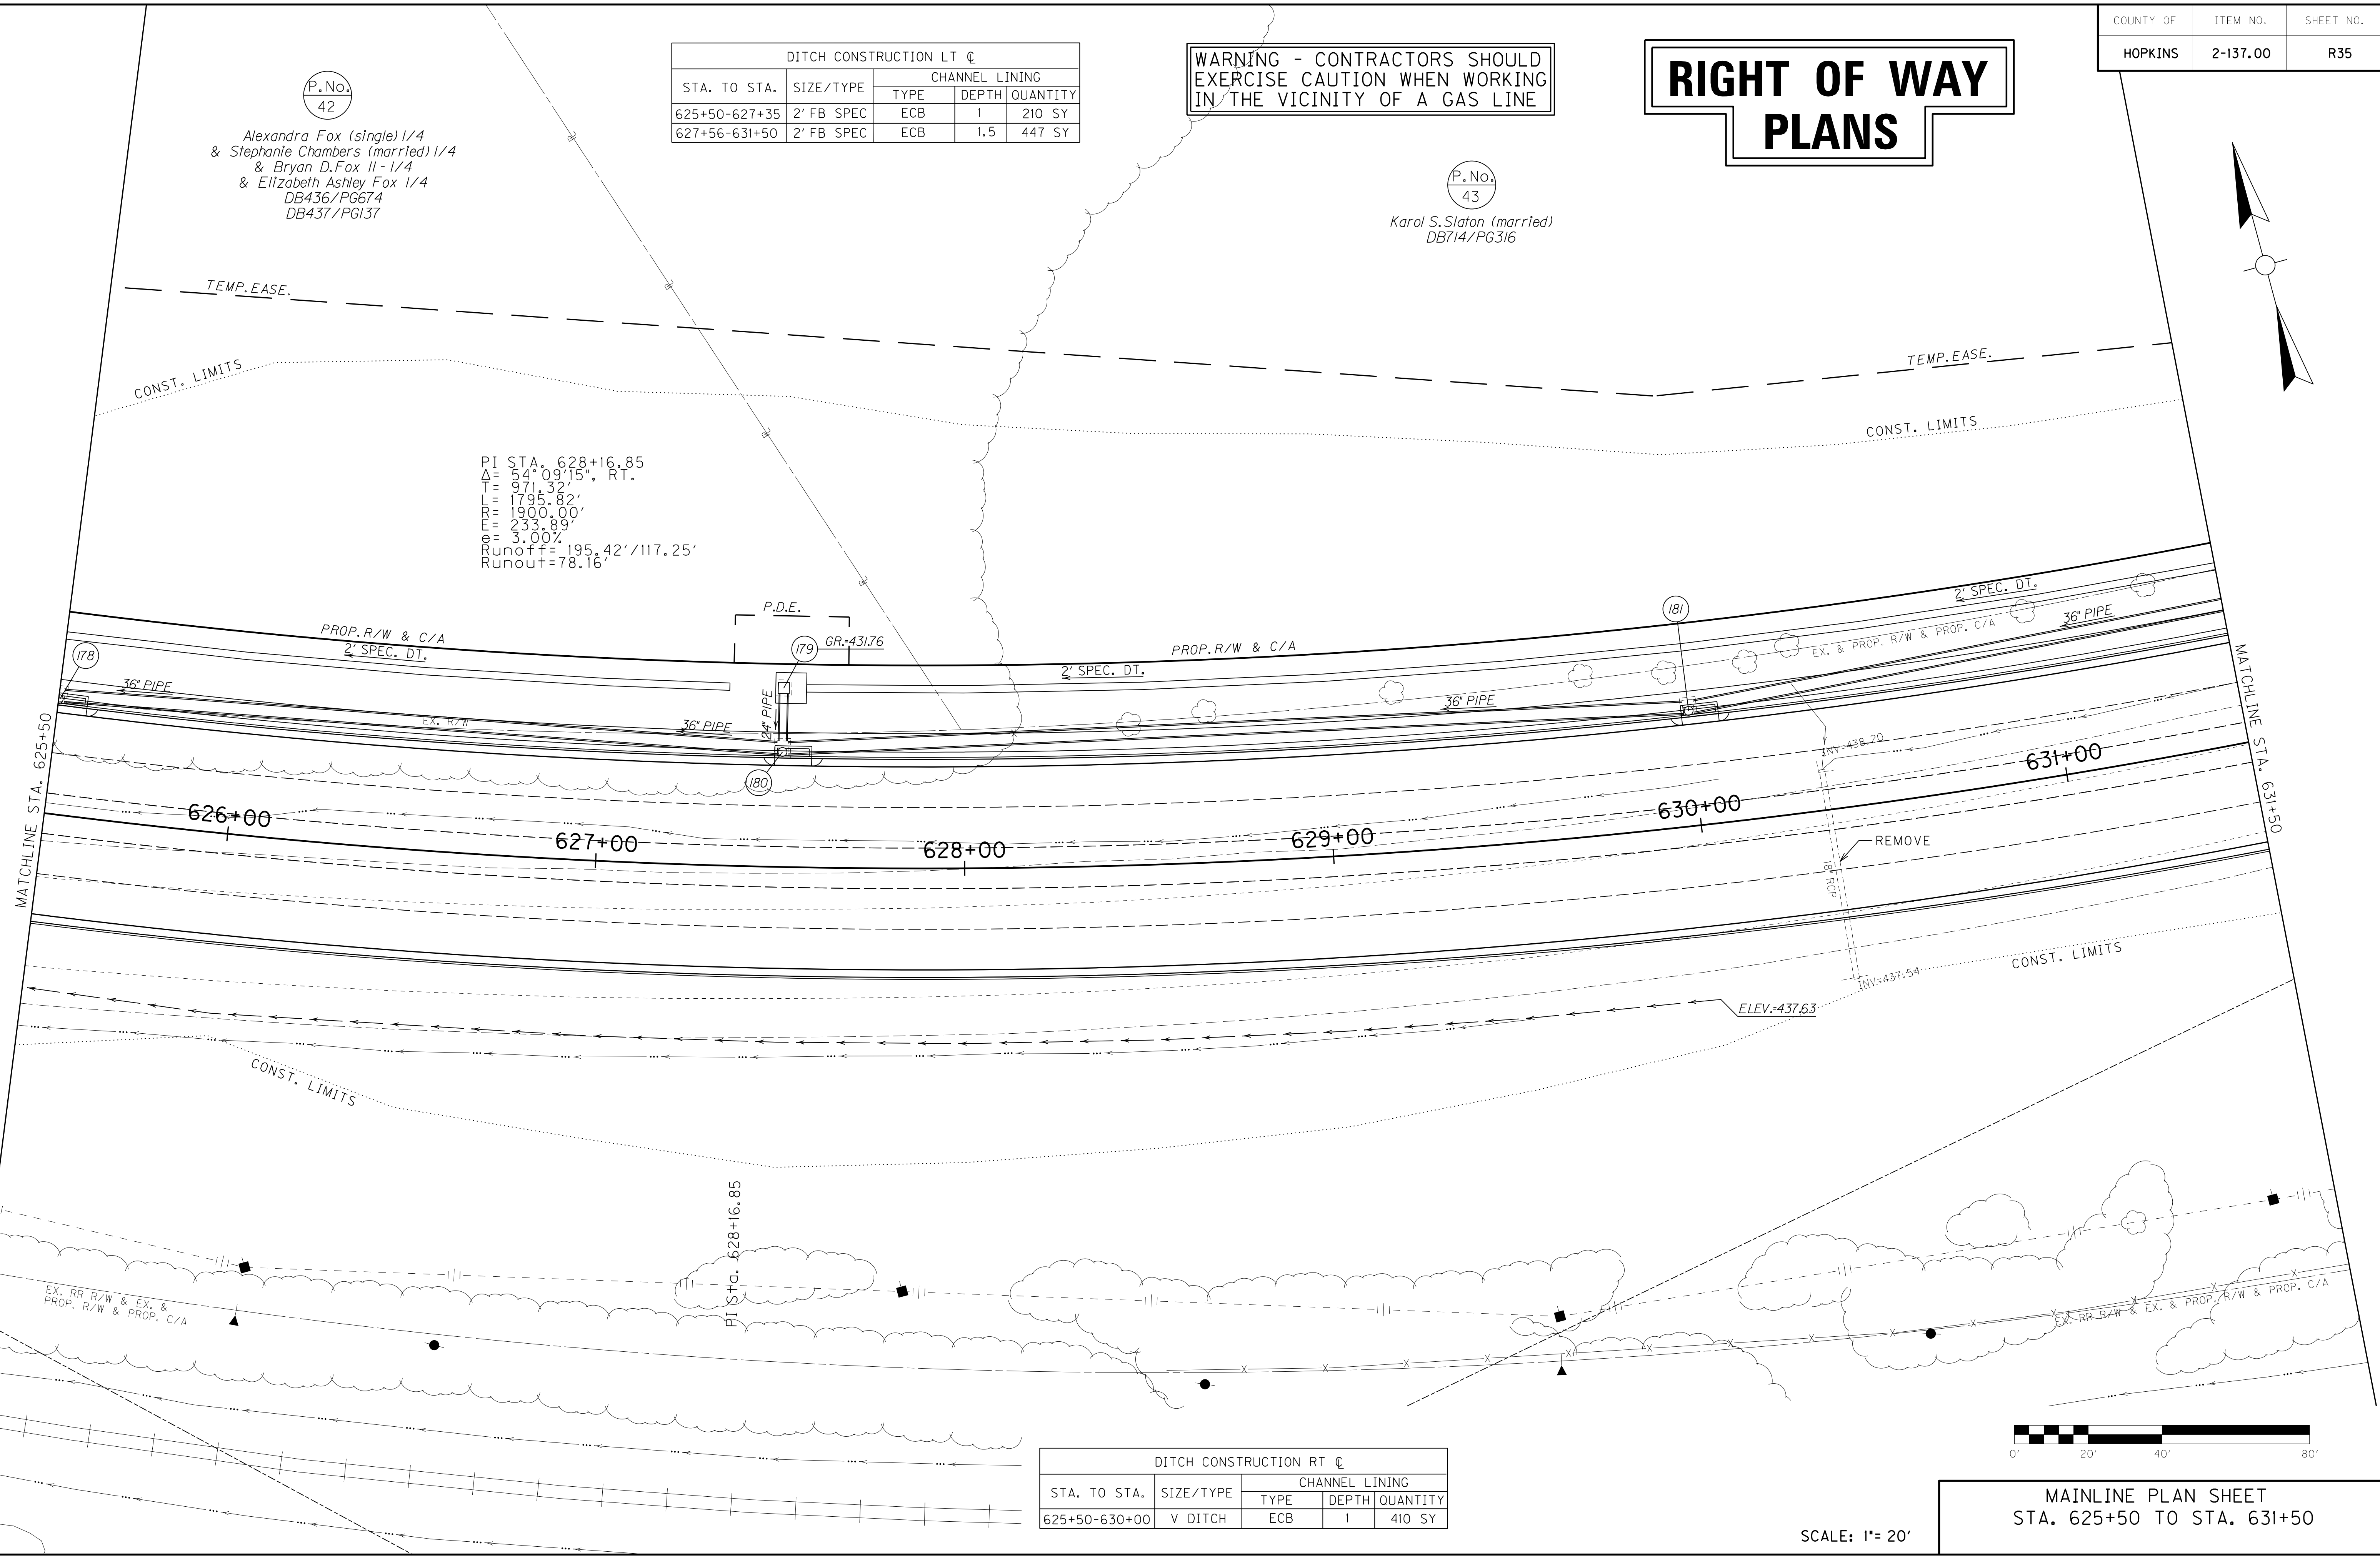 COUNTY OF ITEM NO. SHEET NO.
HOPKINS 2-137.00 R35
RIGHT OF WAY
PLANS
WARNING - CONTRACTORS SHOULD
EXERCISE CAUTION WHEN WORKING
IN THE VICINITY OF A GAS LINE
DITCH CONSTRUCTION LT ℄
STA. TO STA. SIZE/TYPE CHANNEL LINING
TYPE DEPTH QUANTITY
625+50-627+35 2' FB SPEC ECB 1 210 SY
627+56-631+50 2' FB SPEC ECB 1.5 447 SY
P.No.
42
Alexandra Fox (single) 1/4
& Stephanie Chambers (married) 1/4
& Bryan D.Fox II - 1/4
& Elizabeth Ashley Fox 1/4
DB436/PG674
DB437/PG137
P.No.
43
Karol S.Slaton (married)
DB714/PG316
TEMP.EASE.
TEMP.EASE.
CONST. LIMITS
CONST. LIMITS
PI STA. 628+16.85
Δ= 54°09'15", RT.
T= 971.32'
L= 1795.82'
R= 1900.00'
E= 233.89'
e= 3.00%
Runoff= 195.42'/117.25'
Runout=78.16'
P.D.E.
PROP.R/W & C/A
2' SPEC. DT.
178
179
GR.=431.76
PROP.R/W & C/A
2' SPEC. DT.
181
2' SPEC. DT.
36" PIPE
EX. & PROP. R/W & PROP. C/A
36" PIPE
EX. R/W
36" PIPE
24" PIPE
36" PIPE
180
MATCHLINE STA. 625+50
MATCHLINE STA. 631+50
INV=438.20
626+00
627+00
628+00
629+00
630+00
631+00
REMOVE
18" RCP
INV.=437.54
CONST. LIMITS
ELEV.=437.63
CONST. LIMITS
PI Sta. 628+16.85
EX. RR R/W & EX. &
PROP. R/W & PROP. C/A
EX. RR R/W & EX. & PROP. R/W & PROP. C/A
DITCH CONSTRUCTION RT ℄
STA. TO STA. SIZE/TYPE CHANNEL LINING
TYPE DEPTH QUANTITY
625+50-630+00 V DITCH ECB 1 410 SY
0' 20' 40' 80'
SCALE: 1"= 20'
MAINLINE PLAN SHEET
STA. 625+50 TO STA. 631+50